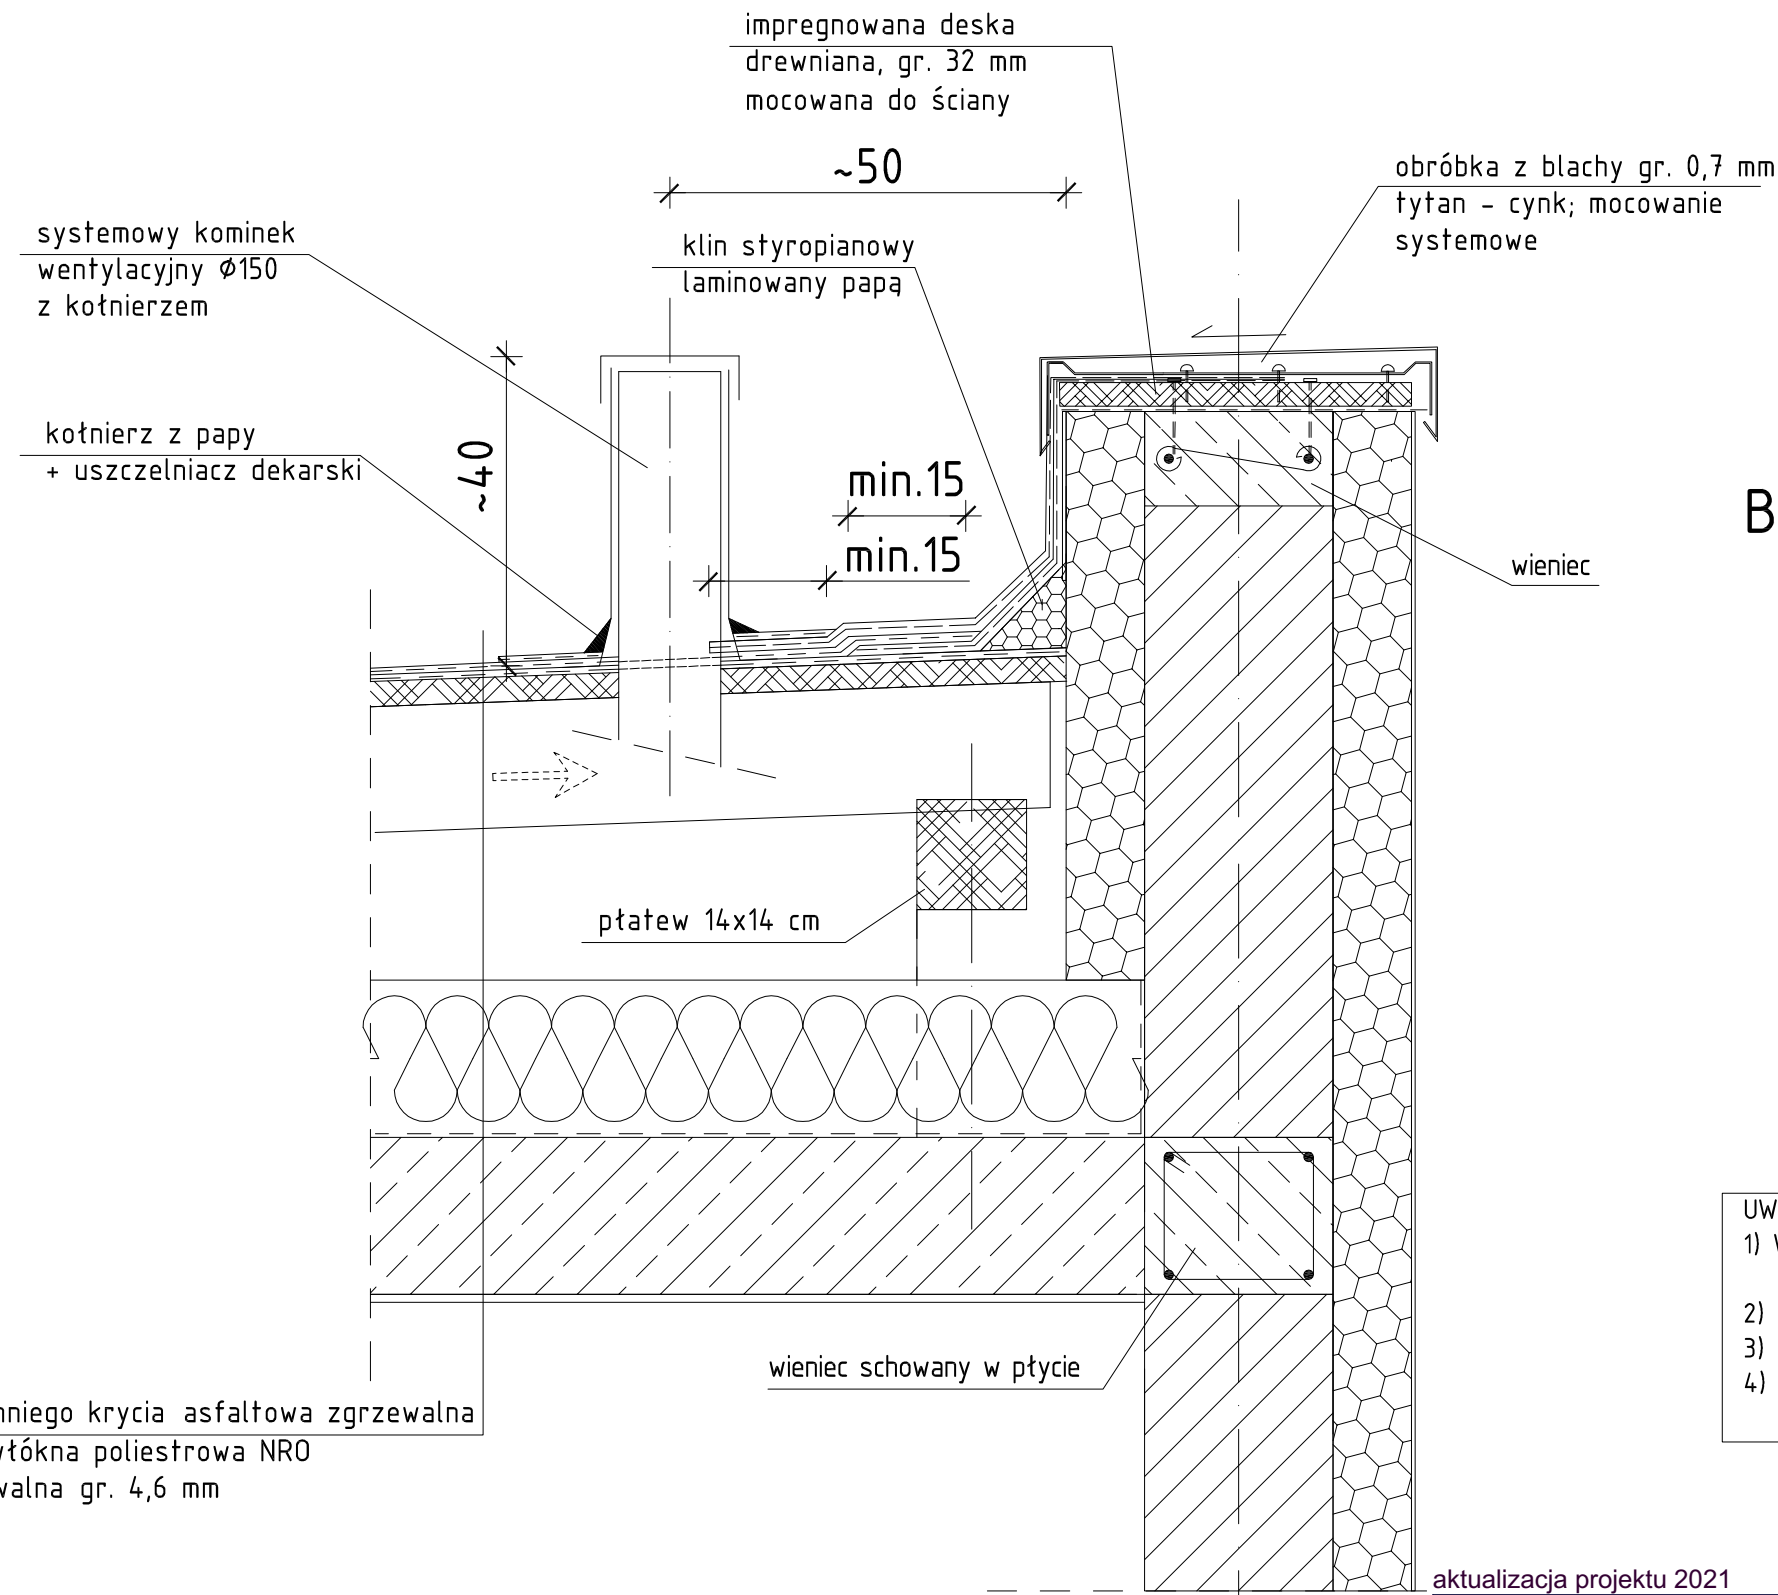 impregnowana deska
drewniana, gr. 32 mm
mocowana do ściany
~50
obróbka z blachy gr. 0,7 mm
tytan - cynk; mocowanie
systemowe
systemowy kominek
wentylacyjny Ø150
z kołnierzem
klin styropianowy
laminowany papą
kołnierz z papy
+ uszczelniacz dekarski
~40
min.15
min.15
B
wieniec
płatew 14x14 cm
UW
1)
2)
3)
4)
wieniec schowany w płycie
krycia asfaltowa zgrzewalna
poliestrowa NRO
gr. 4,6 mm
aktualizacja projektu 2021